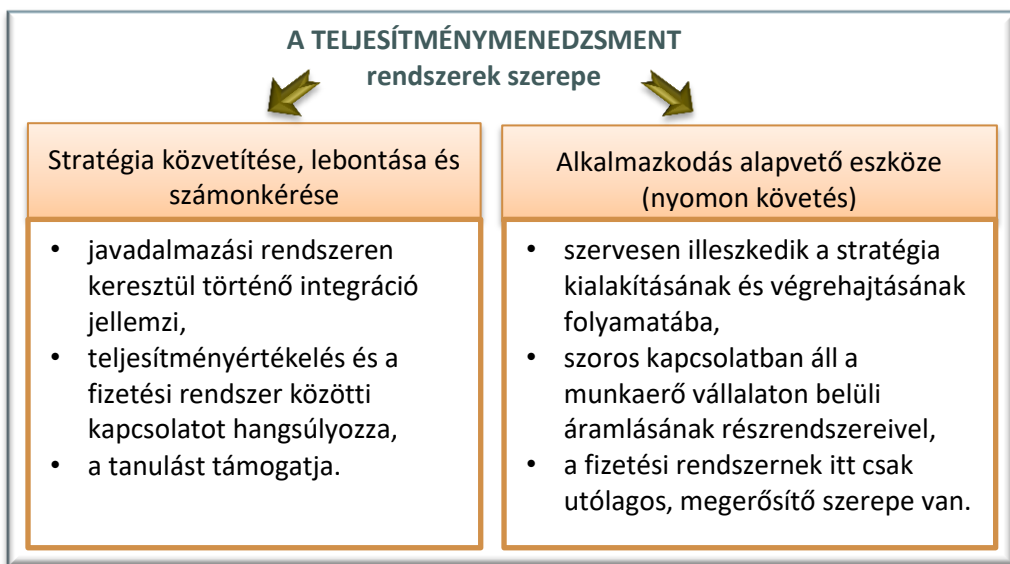 A TELJESÍTMÉNYMENEDZSMENT
rendszerek szerepe
Stratégia közvetítése, lebontása és
számonkérése
• javadalmazási rendszeren
keresztül történő integráció
jellemzi,
• teljesítményértékelés és a
fizetési rendszer közötti
kapcsolatot hangsúlyozza,
• a tanulást támogatja.
Alkalmazkodás alapvető eszköze
(nyomon követés)
• szervesen illeszkedik a stratégia
kialakításának és végrehajtásának
folyamatába,
• szoros kapcsolatban áll a
munkaerő vállalaton belüli
áramlásának részrendszereivel,
• a fizetési rendszernek itt csak
utólagos, megerősítő szerepe van.